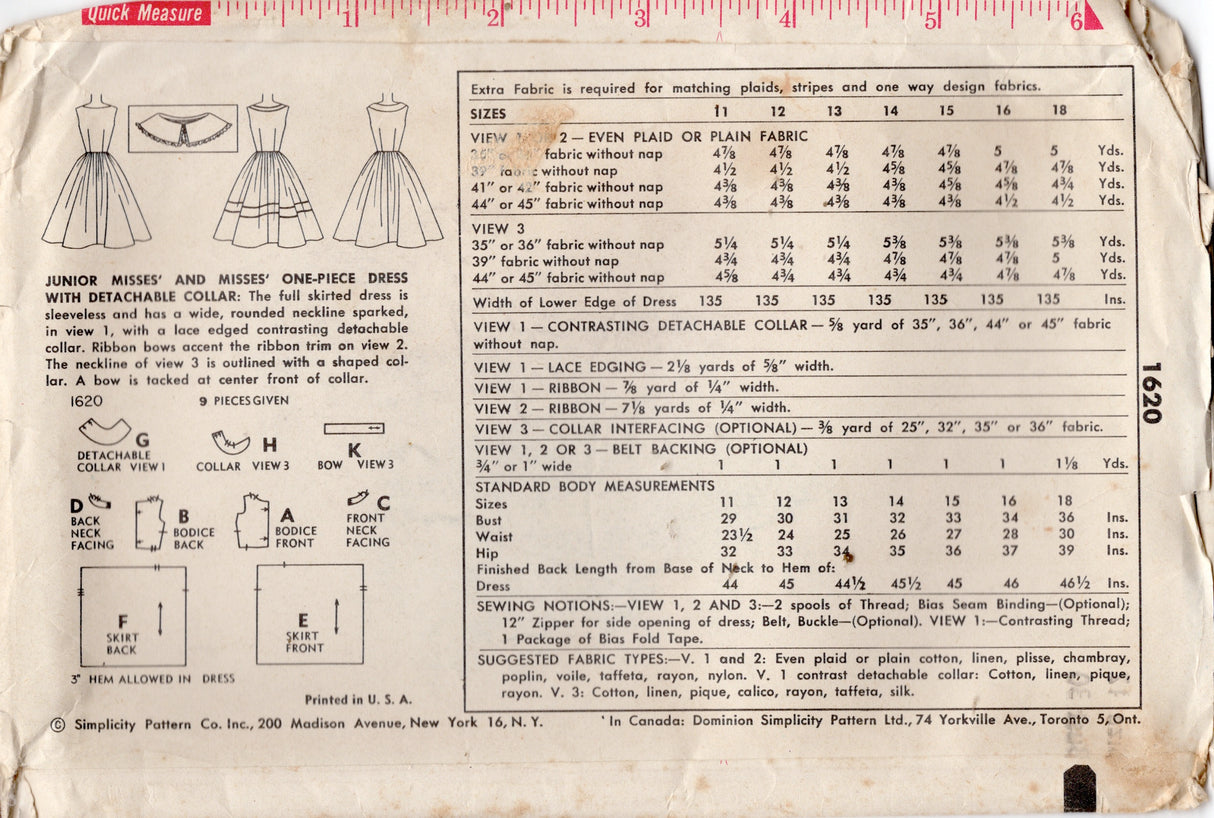 Quick Measure 1 2 3 4 5 6
JUNIOR MISSES' AND MISSES' ONE-PIECE DRESS
WITH DETACHABLE COLLAR: The full skirted dress is
sleeveless and has a wide, rounded neckline sparked,
in view 1, with a lace edged contrasting detachable
collar. Ribbon bows accent the ribbon trim on view 2.
The neckline of view 3 is outlined with a shaped col-
lar. A bow is tacked at center front of collar.
1620 9 PIECES GIVEN
G
DETACHABLE
COLLAR VIEW 1
H
COLLAR VIEW 3
K
BOW VIEW 3
D
BACK
NECK
FACING
B
BODICE
BACK
A
BODICE
FRONT
C
FRONT
NECK
FACING
F
SKIRT
BACK
E
SKIRT
FRONT
3" HEM ALLOWED IN DRESS
Printed in U. S. A.
Extra Fabric is required for matching plaids, stripes and one way design fabrics.
SIZES 11 12 13 14 15 16 18
VIEW 2 — EVEN PLAID OR PLAIN FABRIC
fabric without nap 4⅞ 4⅞ 4⅞ 4⅞ 4⅞ 5 5 Yds.
39" fabric without nap 4½ 4½ 4½ 4⅝ 4⅝ 4⅞ 4⅞ Yds.
41" or 42" fabric without nap 4⅜ 4⅜ 4⅜ 4⅜ 4⅝ 4⅝ 4¾ Yds.
44" or 45" fabric without nap 4⅜ 4⅜ 4⅜ 4⅜ 4⅜ 4½ 4½ Yds.
VIEW 3
35" or 36" fabric without nap 5¼ 5¼ 5¼ 5⅜ 5⅜ 5⅜ 5⅜ Yds.
39" fabric without nap 4¾ 4¾ 4¾ 4⅞ 4⅞ 4⅞ 5 Yds.
44" or 45" fabric without nap 4⅝ 4¾ 4¾ 4¾ 4¾ 4⅞ 4⅞ Yds.
Width of Lower Edge of Dress 135 135 135 135 135 135 135 Ins.
VIEW 1 — CONTRASTING DETACHABLE COLLAR — ⅝ yard of 35", 36", 44" or 45" fabric
without nap.
VIEW 1 — LACE EDGING — 2⅛ yards of ⅝" width.
VIEW 1 — RIBBON — ⅞ yard of ¼" width.
VIEW 2 — RIBBON — 7⅛ yards of ¼" width.
VIEW 3 — COLLAR INTERFACING (OPTIONAL) — ⅜ yard of 25", 32", 35" or 36" fabric.
VIEW 1, 2 OR 3 — BELT BACKING (OPTIONAL)
¾" or 1" wide 1 1 1 1 1 1 1⅛ Yds.
STANDARD BODY MEASUREMENTS
Sizes 11 12 13 14 15 16 18
Bust 29 30 31 32 33 34 36 Ins.
Waist 23½ 24 25 26 27 28 30 Ins.
Hip 32 33 34 35 36 37 39 Ins.
Finished Back Length from Base of Neck to Hem of:
Dress 44 45 44½ 45½ 45 46 46½ Ins.
SEWING NOTIONS:—VIEW 1, 2 AND 3:—2 spools of Thread; Bias Seam Binding—(Optional);
12" Zipper for side opening of dress; Belt, Buckle—(Optional). VIEW 1:—Contrasting Thread;
1 Package of Bias Fold Tape.
SUGGESTED FABRIC TYPES:—V. 1 and 2: Even plaid or plain cotton, linen, plisse, chambray,
poplin, voile, taffeta, rayon, nylon. V. 1 contrast detachable collar: Cotton, linen, pique,
rayon. V. 3: Cotton, linen, pique, calico, rayon, taffeta, silk.
1620
© Simplicity Pattern Co. Inc., 200 Madison Avenue, New York 16, N. Y. In Canada: Dominion Simplicity Pattern Ltd., 74 Yorkville Ave., Toronto 5, Ont.